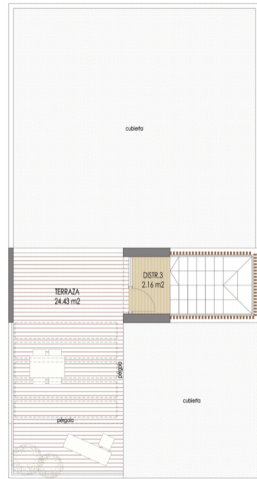 cubierta
DISTR.3
2.16 m2
TERRAZA
24.43 m2
pérgola
cubierta
pérgola